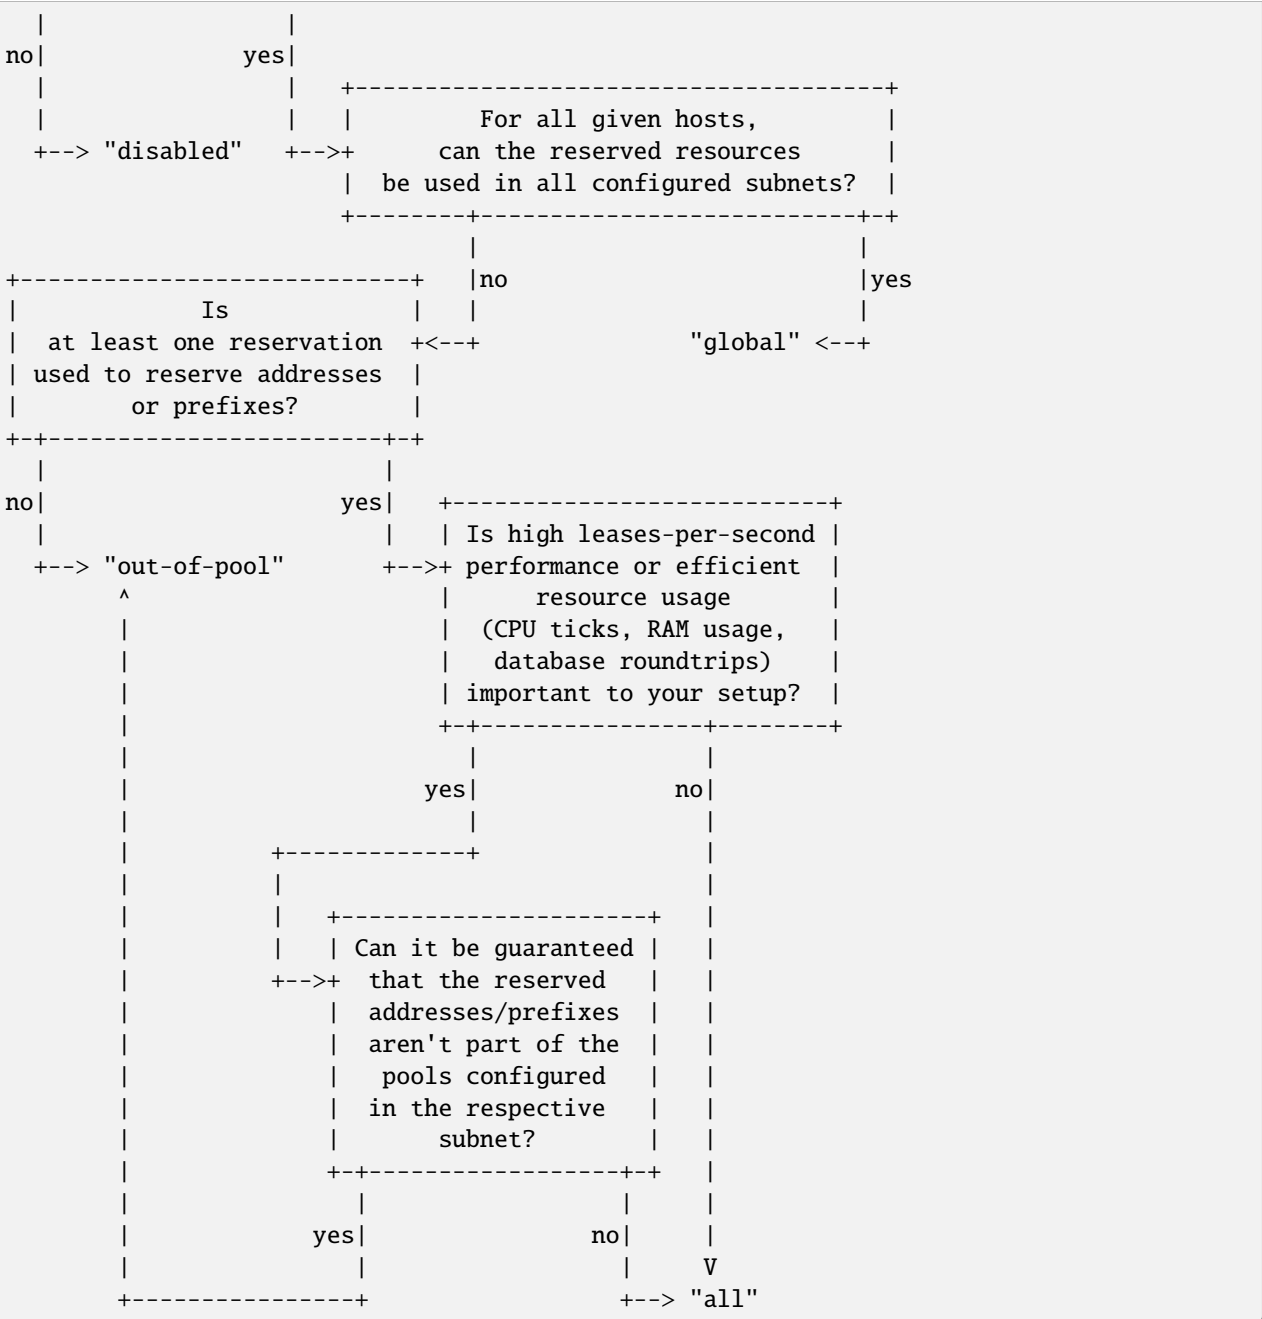 |                 |
no|              yes|
  |                 |   +--------------------------------------+
  |                 |   |         For all given hosts,         |
  +--> "disabled"   +-->+      can the reserved resources      |
                        |  be used in all configured subnets?  |
                        +--------+---------------------------+-+
                                 |                           |
+----------------------------+   |no                         |yes
|             Is             |   |                           |
|  at least one reservation  +<--+               "global" <--+
| used to reserve addresses  |
|        or prefixes?        |
+-+------------------------+-+
  |                        |
no|                     yes|   +---------------------------+
  |                        |   | Is high leases-per-second |
  +--> "out-of-pool"       +-->+ performance or efficient  |
        ^                      |      resource usage       |
        |                      |  (CPU ticks, RAM usage,   |
        |                      |   database roundtrips)    |
        |                      | important to your setup?  |
        |                      +-+----------------+--------+
        |                        |                |
        |                     yes|              no|
        |                        |                |
        |          +-------------+                |
        |          |                              |
        |          |   +----------------------+   |
        |          |   | Can it be guaranteed |   |
        |          +-->+  that the reserved   |   |
        |              |  addresses/prefixes  |   |
        |              |  aren't part of the  |   |
        |              |   pools configured   |   |
        |              |  in the respective   |   |
        |              |       subnet?        |   |
        |              +-+------------------+-+   |
        |                |                  |     |
        |             yes|                no|     |
        |                |                  |     V
        +----------------+                  +--> "all"